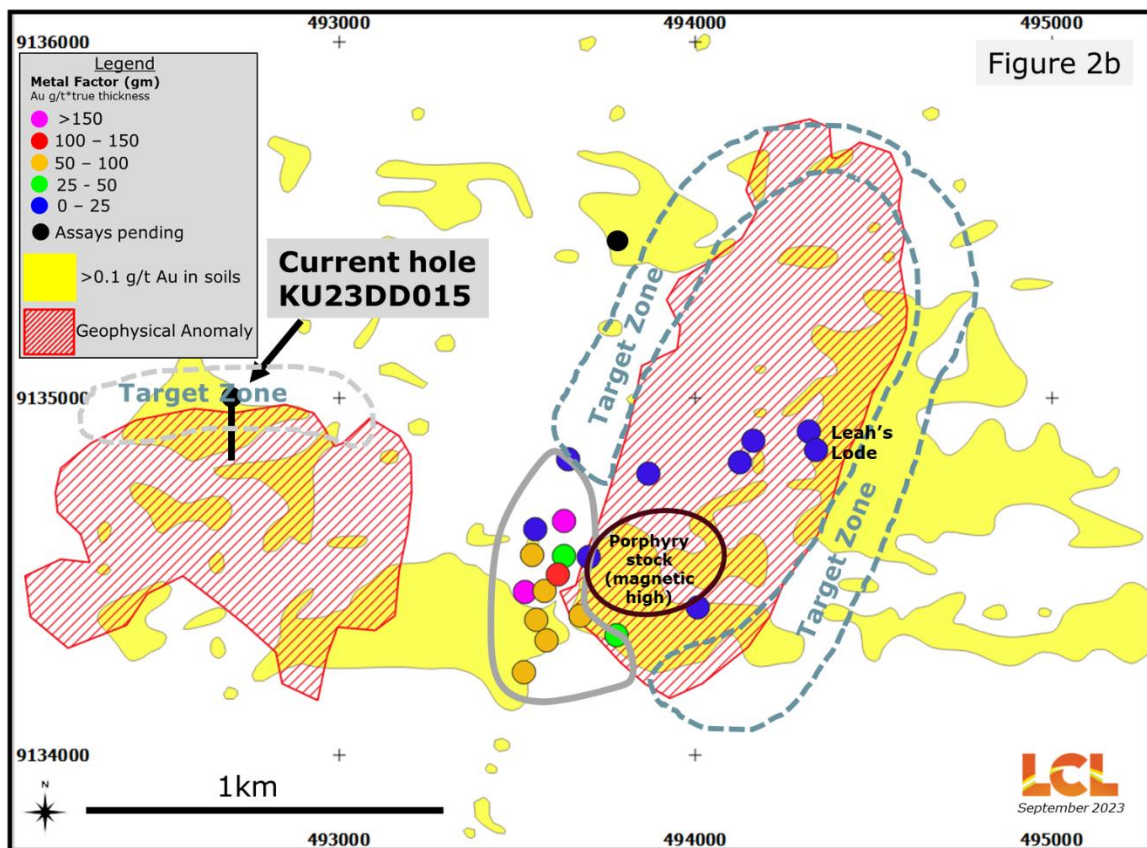 493000
494000
495000
9136000
Figure 2b
Legend
Metal Factor (gm)
Au g/t*true thickness
>150
100 – 150
50 – 100
25 - 50
0 – 25
Assays pending
>0.1 g/t Au in soils
Geophysical Anomaly
Current hole
KU23DD015
Target Zone
9135000
Target Zone
Leah's
Lode
Porphyry
stock
(magnetic
high)
Target Zone
9134000
N
1km
LCL
September 2023
493000
494000
495000